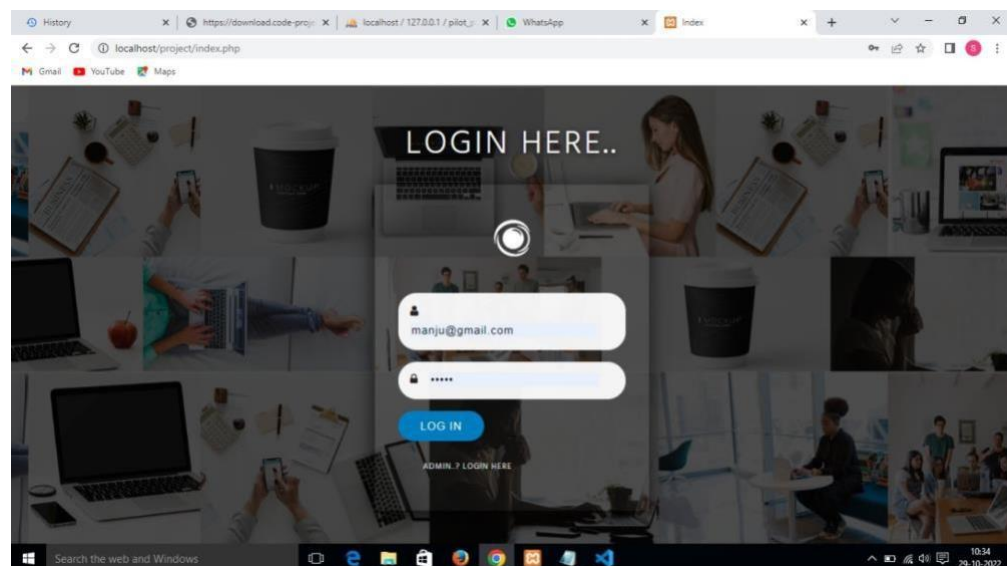 History
https://download.code-proje
localhost / 127.0.0.1 / pilot_
WhatsApp
Index
localhost/project/index.php
S
Gmail
YouTube
Maps
LOGIN HERE..
manju@gmail.com
•••••
LOG IN
ADMIN..? LOGIN HERE
Search the web and Windows
10:34
29-10-2022